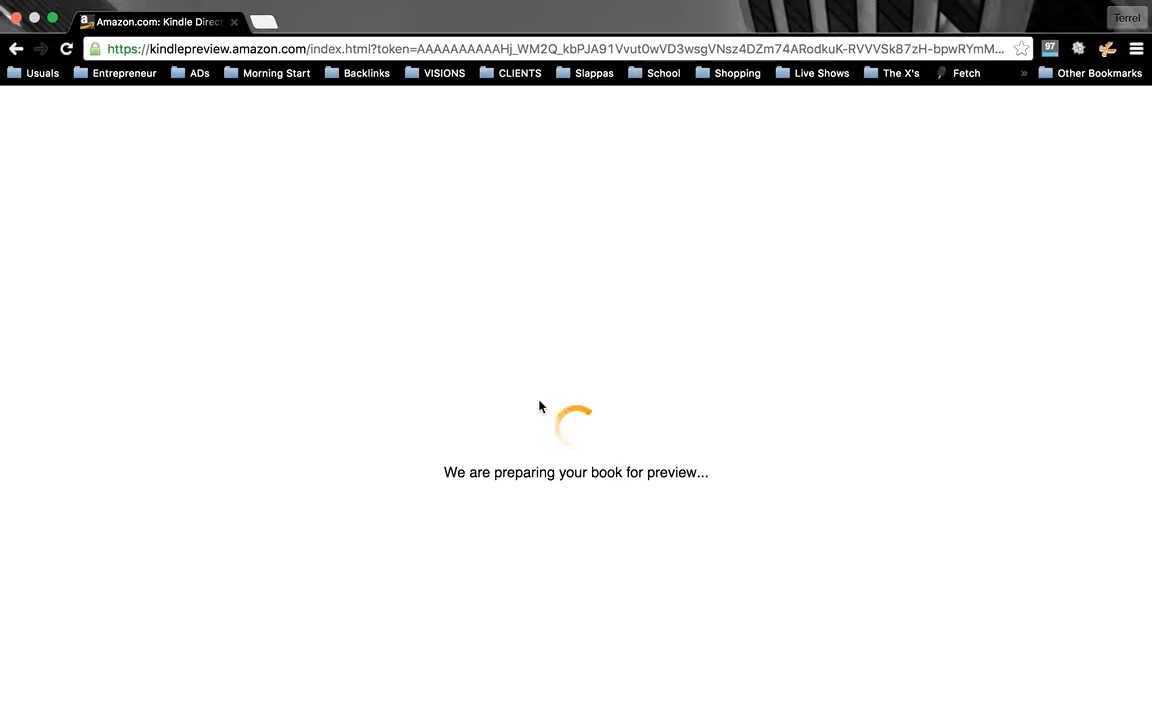 Amazon.com: Kindle Direc
Terrel
https://kindlepreview.amazon.com/index.html?token=AAAAAAAAAAHj_WM2Q_kbPJA91Vvut0wVD3wsgVNsz4DZm74ARodkuK-RVVVSk87zH-bpwRYmM...
97
Usuals Entrepreneur ADs Morning Start Backlinks VISIONS CLIENTS Slappas School Shopping Live Shows The X's Fetch » Other Bookmarks
We are preparing your book for preview...